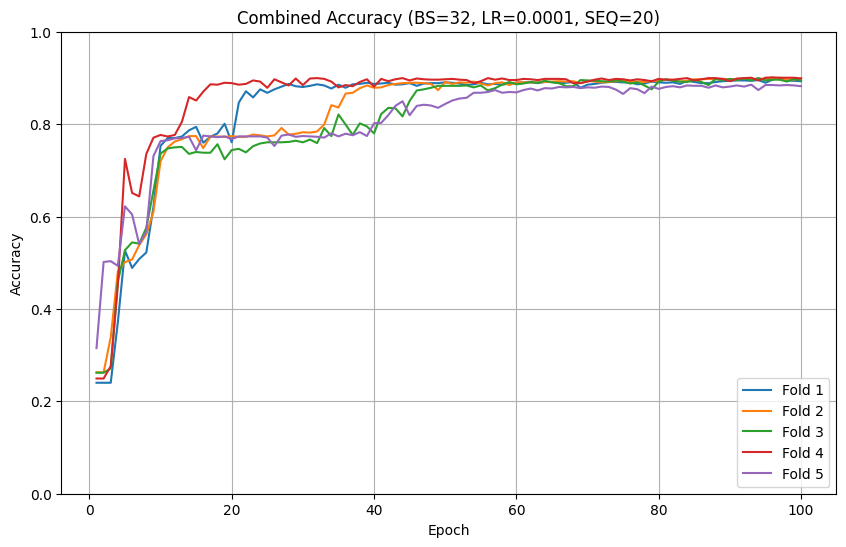 Combined Accuracy (BS=32, LR=0.0001, SEQ=20)
1.0
0.8
0.6
0.4
0.2
0.0
Accuracy
0 20 40 60 80 100
Epoch
Fold 1
Fold 2
Fold 3
Fold 4
Fold 5